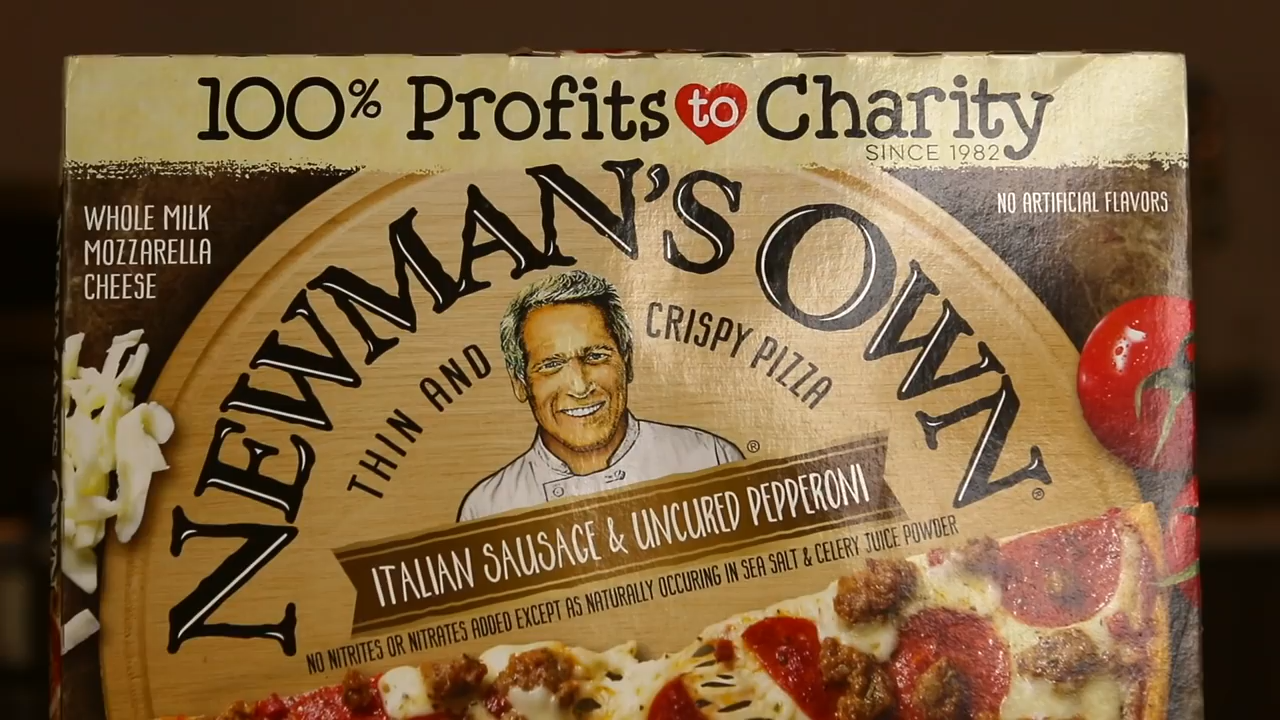 100% Profits to Charity
SINCE 1982
NEWMAN'S OWN
®
WHOLE MILK
MOZZARELLA
CHEESE
NO ARTIFICIAL FLAVORS
THIN AND CRISPY PIZZA
®
ITALIAN SAUSAGE & UNCURED PEPPERONI
NO NITRITES OR NITRATES ADDED EXCEPT AS NATURALLY OCCURING IN SEA SALT & CELERY JUICE POWDER